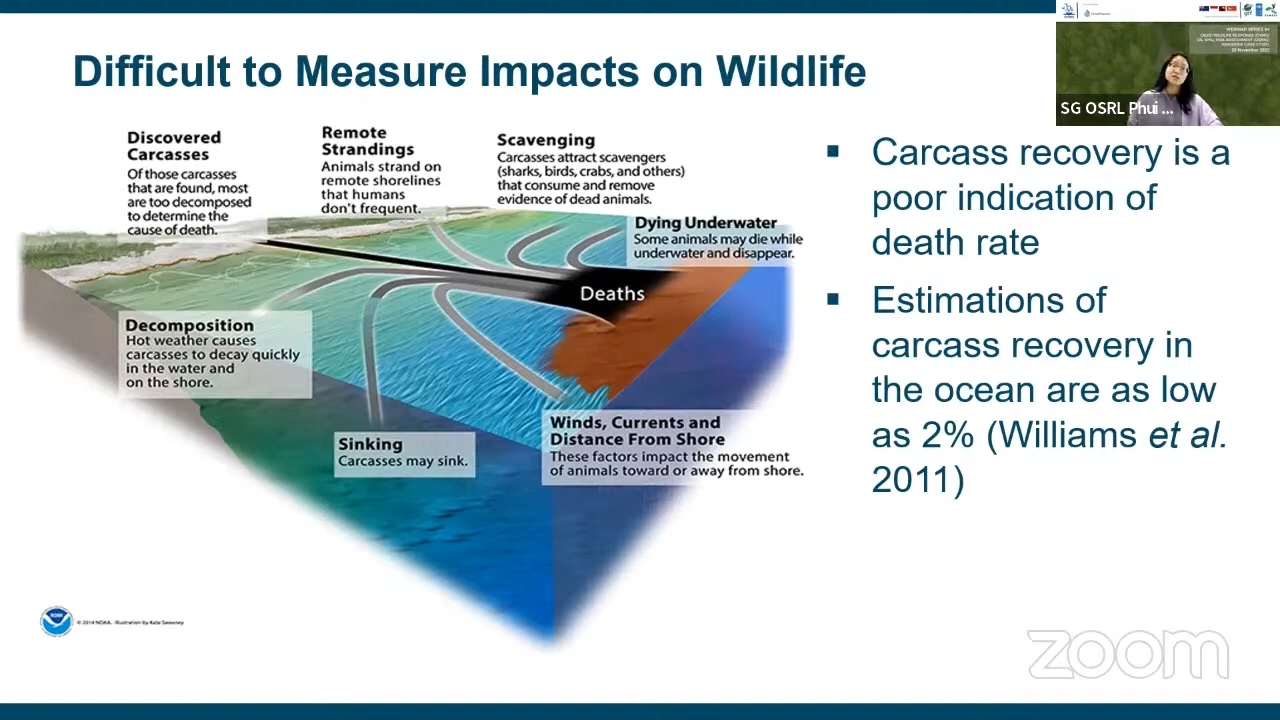 Difficult to Measure Impacts on Wildlife
WEBINAR SERIES #4
28 November 2022
SG OSRL Phui ...
Discovered
Carcasses
Of those carcasses
that are found, most
are too decomposed
to determine the
cause of death.
Remote
Strandings
Animals strand on
remote shorelines
that humans
don't frequent.
Scavenging
Carcasses attract scavengers
(sharks, birds, crabs, and others)
that consume and remove
evidence of dead animals.
Dying Underwater
Some animals may die while
underwater and disappear.
Deaths
Decomposition
Hot weather causes
carcasses to decay quickly
in the water and
on the shore.
Sinking
Carcasses may sink.
Winds, Currents and
Distance From Shore
These factors impact the movement
of animals toward or away from shore.
▪ Carcass recovery is a
poor indication of
death rate
▪ Estimations of
carcass recovery in
the ocean are as low
as 2% (Williams et al.
2011)
© 2014 NOAA. Illustration by Kate Sweeney
zoom